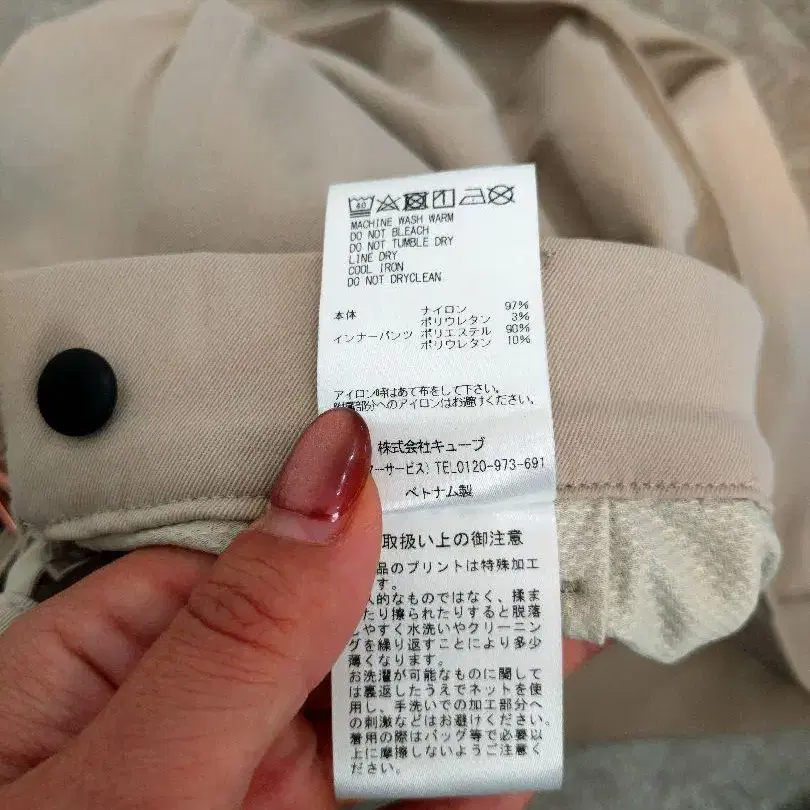 40
MACHINE WASH WARM
DO NOT BLEACH
DO NOT TUMBLE DRY
LINE DRY
COOL IRON
DO NOT DRYCLEAN
本体 ナイロン 97%
ポリウレタン 3%
インナーパンツ ポリエステル 90%
ポリウレタン 10%
アイロン時はあて布をして下さい。
附属部分へのアイロンはお避けください。
株式会社キューブ
ーサービス) TEL0120-973-691
ベトナム製
取扱い上の御注意
品のプリントは特殊加工
す。
久的なものではなく、揉ま
たり擦られたりすると脱落
しやすく水洗いやクリーニン
グを繰り返すことにより多少
薄くなります。
お洗濯が可能なものに関して
は裏返したうえでネットを使
用し、手洗いでの加工部分へ
の刺激などはお避けください。
着用の際はバッグ等で必要以
上に摩擦しないようご注意く
ださい。